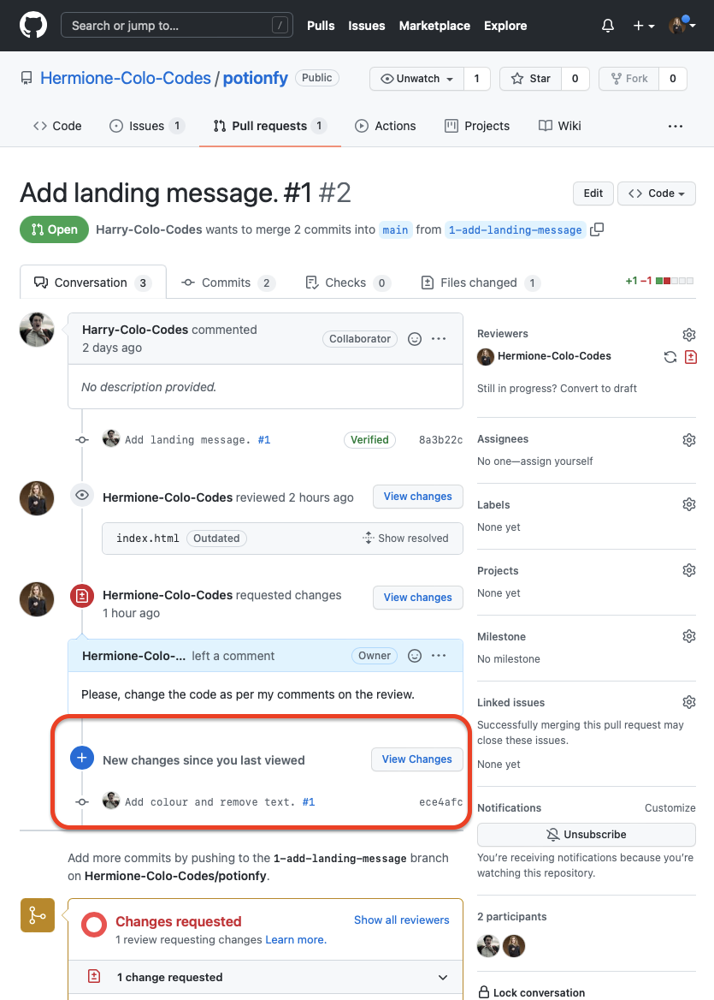 Search or jump to… /
Pulls Issues Marketplace Explore
Hermione-Colo-Codes / potionfy Public
Unwatch 1 Star 0 Fork 0
Code Issues 1 Pull requests 1 Actions Projects Wiki ...
Add landing message. #1 #2
Edit Code
Open Harry-Colo-Codes wants to merge 2 commits into main from 1-add-landing-message
Conversation 3 Commits 2 Checks 0 Files changed 1 +1 −1
Harry-Colo-Codes commented
2 days ago
Collaborator ...
No description provided.
Add landing message. #1 Verified 8a3b22c
Hermione-Colo-Codes reviewed 2 hours ago View changes
index.html Outdated Show resolved
Hermione-Colo-Codes requested changes
1 hour ago
View changes
Hermione-Colo-... left a comment Owner ...
Please, change the code as per my comments on the review.
New changes since you last viewed View Changes
Add colour and remove text. #1 ece4afc
Add more commits by pushing to the 1-add-landing-message branch
on Hermione-Colo-Codes/potionfy.
Changes requested Show all reviewers
1 review requesting changes Learn more.
1 change requested
Reviewers
Hermione-Colo-Codes
Still in progress? Convert to draft
Assignees
No one—assign yourself
Labels
None yet
Projects
None yet
Milestone
No milestone
Linked issues
Successfully merging this pull request may
close these issues.
None yet
Notifications Customize
Unsubscribe
You’re receiving notifications because you’re
watching this repository.
2 participants
Lock conversation